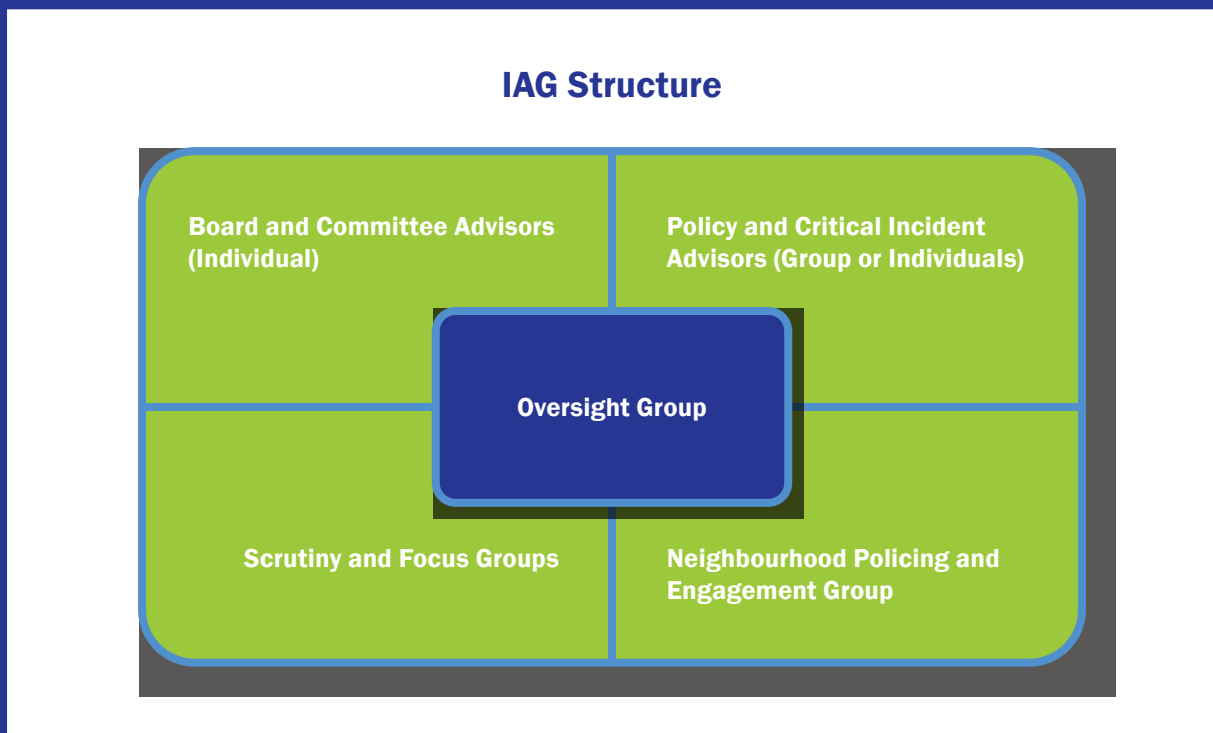 IAG Structure
Board and Committee Advisors
(Individual)
Policy and Critical Incident
Advisors (Group or Individuals)
Oversight Group
Scrutiny and Focus Groups
Neighbourhood Policing and
Engagement Group